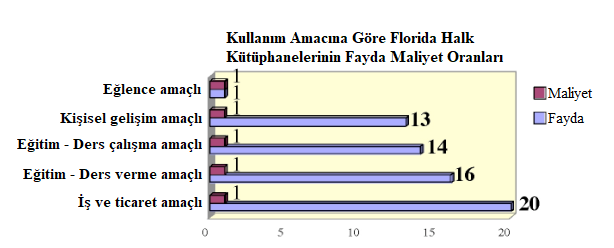 Kullanım Amacına Göre Florida Halk
Kütüphanelerinin Fayda Maliyet Oranları
Eğlence amaçlı
1
1
Kişisel gelişim amaçlı
1
13
Eğitim - Ders çalışma amaçlı
1
14
Eğitim - Ders verme amaçlı
1
16
İş ve ticaret amaçlı
1
20
Maliyet
Fayda
0 5 10 15 20